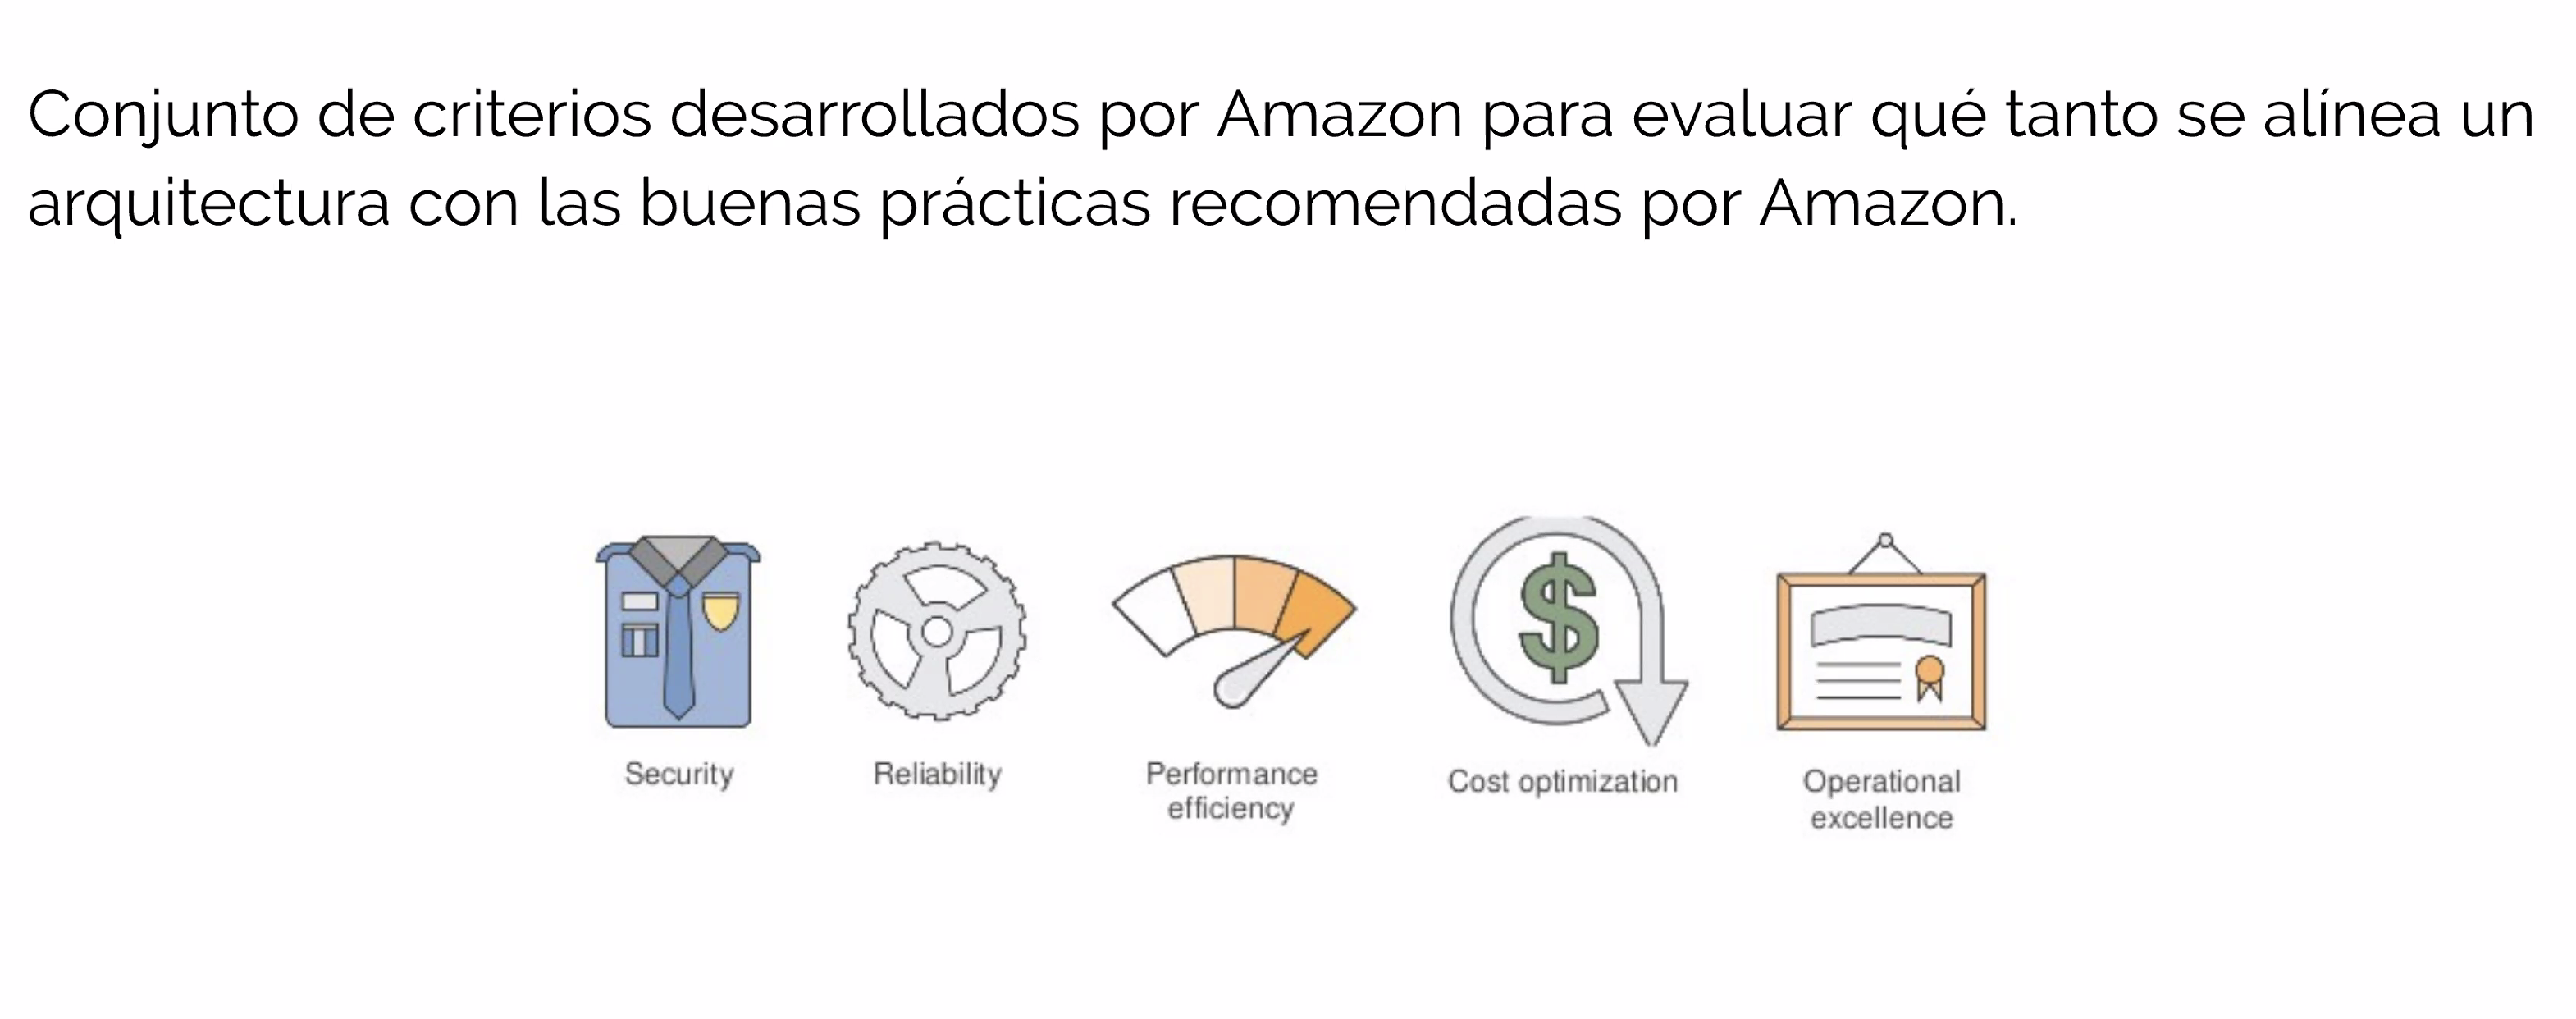 Conjunto de criterios desarrollados por Amazon para evaluar qué tanto se alínea un
arquitectura con las buenas prácticas recomendadas por Amazon.
Security
Reliability
Performance
efficiency
Cost optimization
Operational
excellence